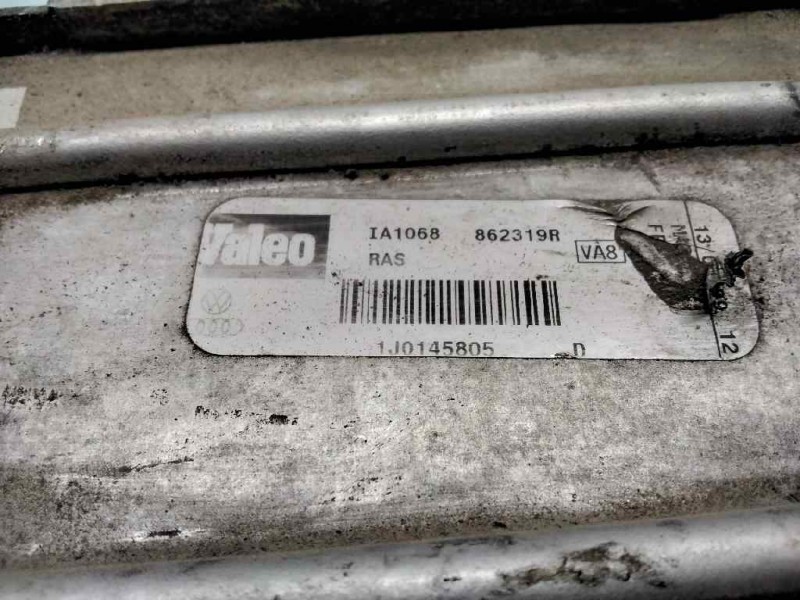 Valeo
IA1068 862319R
RAS
VA8
1J0145805 D
12